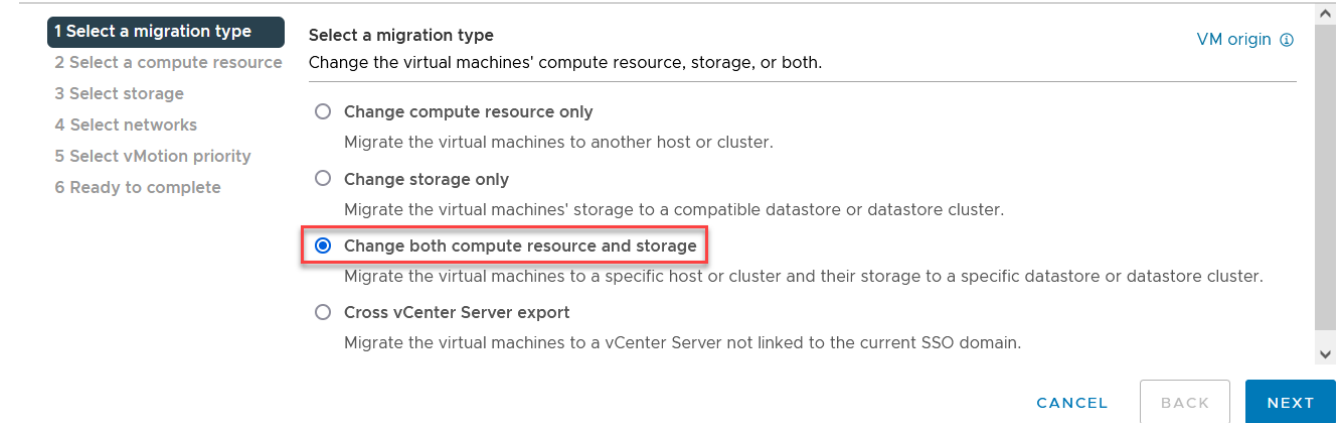 1 Select a migration type
2 Select a compute resource
3 Select storage
4 Select networks
5 Select vMotion priority
6 Ready to complete
Select a migration type
VM origin
Change the virtual machines' compute resource, storage, or both.
Change compute resource only
Migrate the virtual machines to another host or cluster.
Change storage only
Migrate the virtual machines' storage to a compatible datastore or datastore cluster.
Change both compute resource and storage
Migrate the virtual machines to a specific host or cluster and their storage to a specific datastore or datastore cluster.
Cross vCenter Server export
Migrate the virtual machines to a vCenter Server not linked to the current SSO domain.
CANCEL
BACK
NEXT